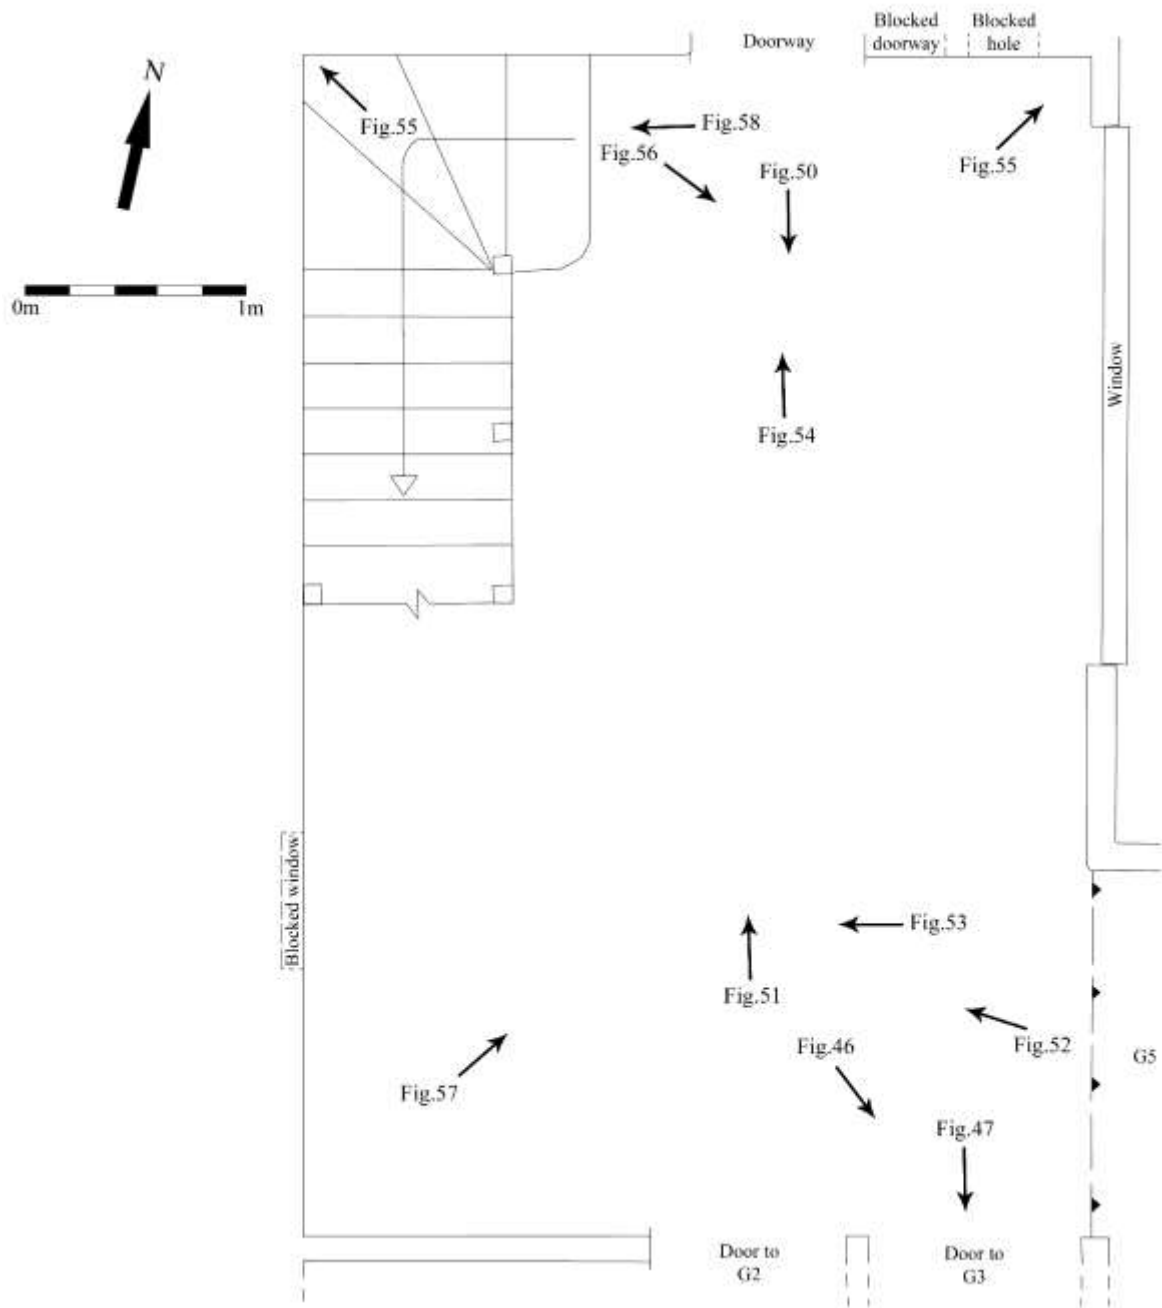 Blocked
doorway
Blocked
hole
Doorway
N
Fig.55
Fig.58
Fig.56
Fig.50
Fig.55
0m
1m
Window
Fig.54
Blocked window
Fig.53
Fig.51
Fig.52
Fig.46
G5
Fig.57
Fig.47
Door to
G2
Door to
G3